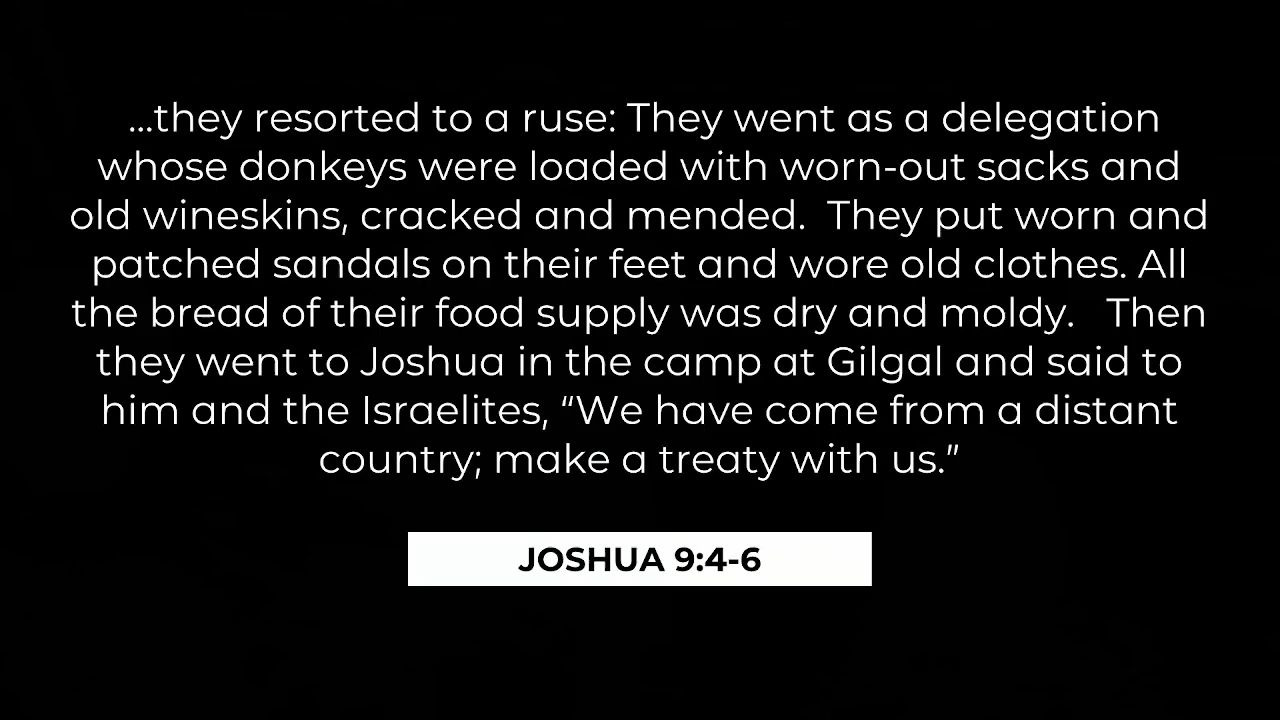 ...they resorted to a ruse: They went as a delegation
whose donkeys were loaded with worn-out sacks and
old wineskins, cracked and mended.  They put worn and
patched sandals on their feet and wore old clothes. All
the bread of their food supply was dry and moldy.   Then
they went to Joshua in the camp at Gilgal and said to
him and the Israelites, “We have come from a distant
country; make a treaty with us.”
JOSHUA 9:4-6